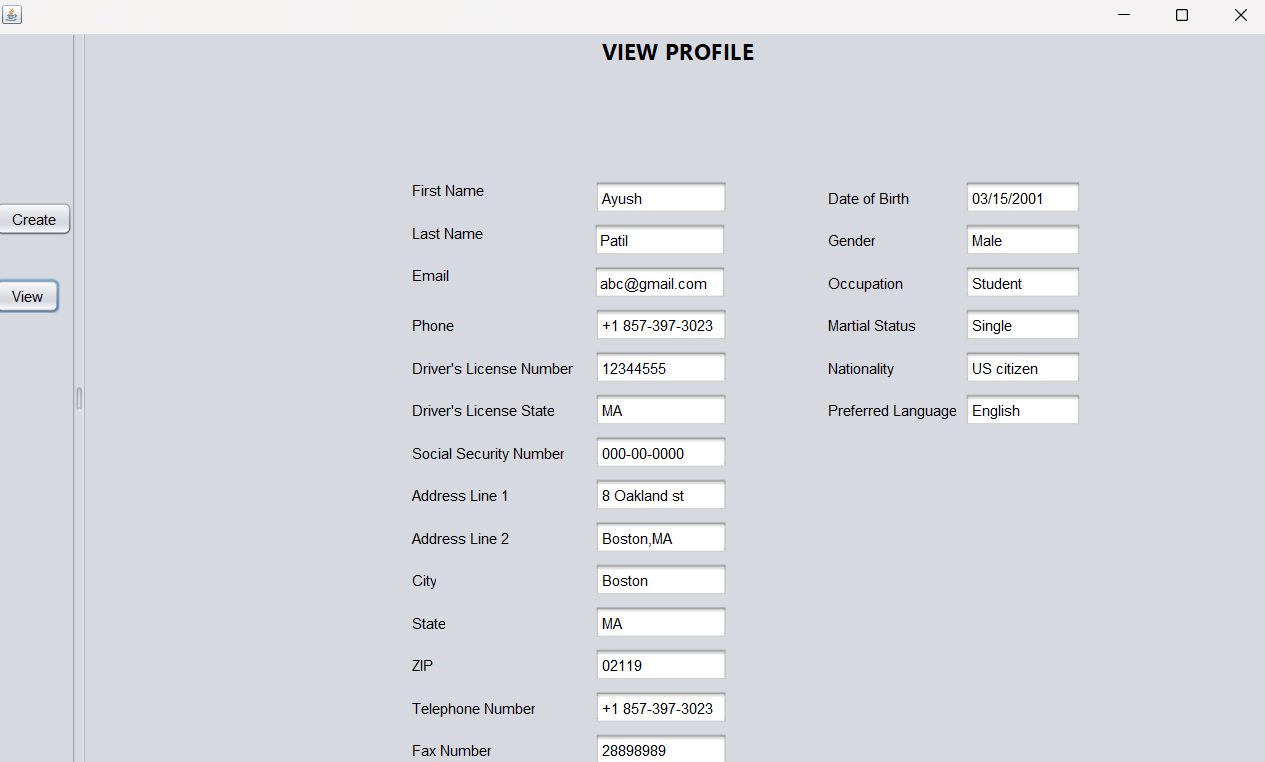 VIEW PROFILE
Create
View
First Name Ayush
Last Name Patil
Email abc@gmail.com
Phone +1 857-397-3023
Driver's License Number 12344555
Driver's License State MA
Social Security Number 000-00-0000
Address Line 1 8 Oakland st
Address Line 2 Boston,MA
City Boston
State MA
ZIP 02119
Telephone Number +1 857-397-3023
Fax Number 28898989
Date of Birth 03/15/2001
Gender Male
Occupation Student
Martial Status Single
Nationality US citizen
Preferred Language English